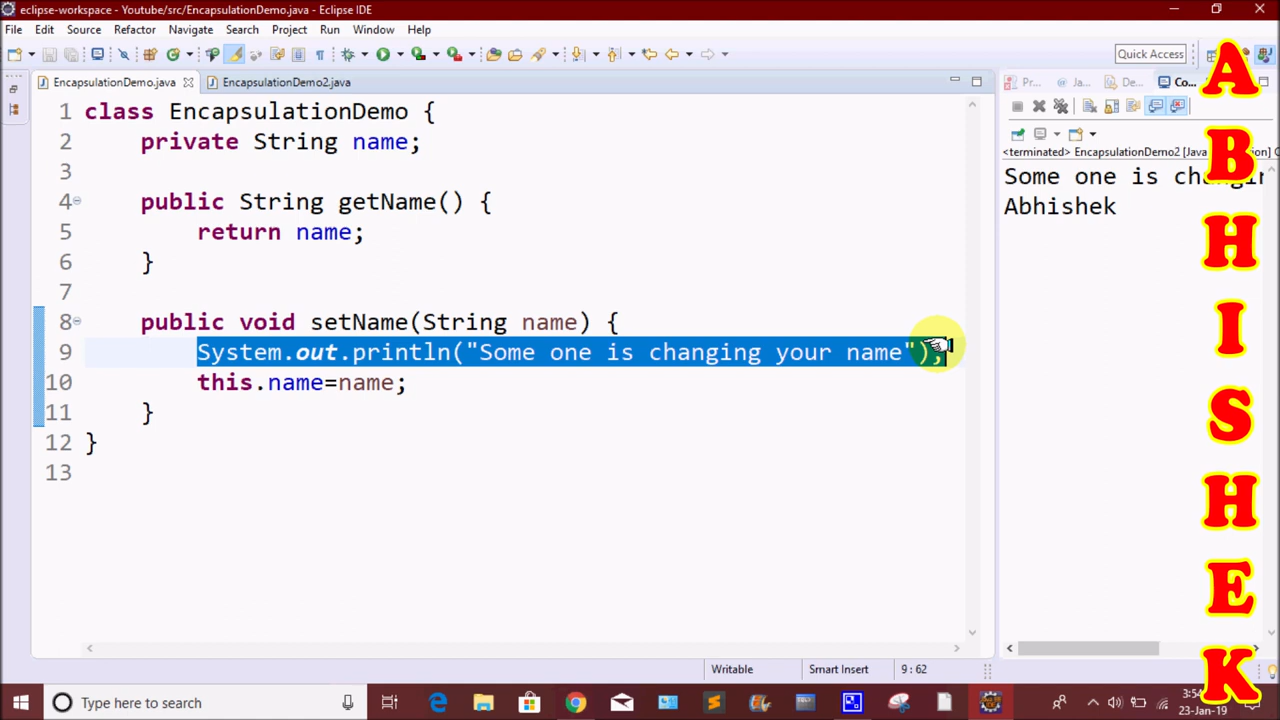 eclipse-workspace - Youtube/src/EncapsulationDemo.java - Eclipse IDE
File Edit Source Refactor Navigate Search Project Run Window Help
Quick Access
EncapsulationDemo.java
EncapsulationDemo2.java
1 class EncapsulationDemo {
2 private String name;
3
4 public String getName() {
5 return name;
6 }
7
8 public void setName(String name) {
9 System.out.println("Some one is changing your name");
10 this.name=name;
11 }
12 }
13
Pr... Ja... De... Co...
<terminated> EncapsulationDemo2 [Java
Some one is
Abhishek
A
B
H
I
S
H
E
K
Writable Smart Insert 9 : 62
Type here to search
23-Jan-19